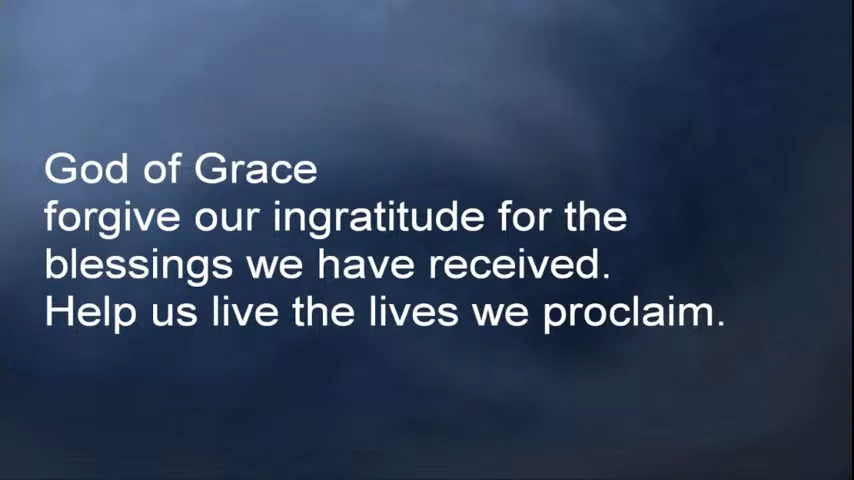 God of Grace
forgive our ingratitude for the
blessings we have received.
Help us live the lives we proclaim.